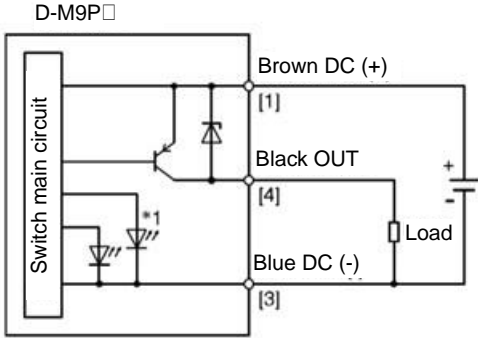 D-M9P□
Brown DC (+)
[1]
Switch main circuit
Black OUT
[4]
+
-
*1
Load
Blue DC (-)
[3]